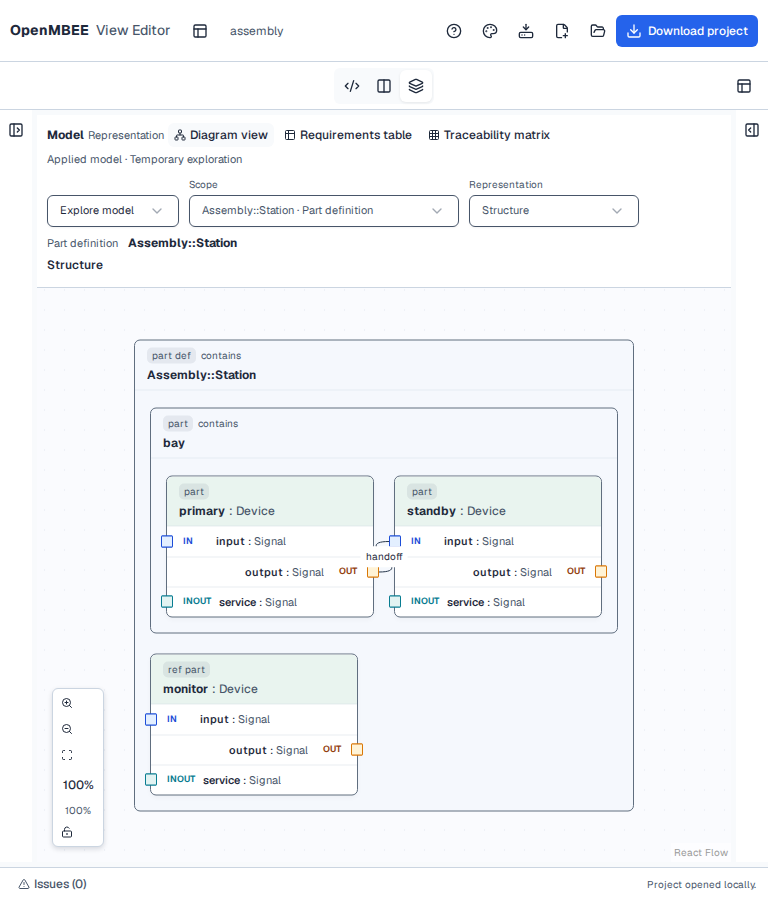 OpenMBEE View Editor assembly Download project
Model Representation Diagram view Requirements table Traceability matrix
Applied model · Temporary exploration
Scope Representation
Explore model Assembly::Station · Part definition Structure
Part definition Assembly::Station
Structure
part def contains
Assembly::Station
part contains
bay
part part
primary : Device standby : Device
IN input : Signal IN input : Signal
handoff
output : Signal OUT output : Signal OUT
INOUT service : Signal INOUT service : Signal
ref part
monitor : Device
IN input : Signal
output : Signal OUT
INOUT service : Signal
100%
100%
React Flow
Issues (0) Project opened locally.